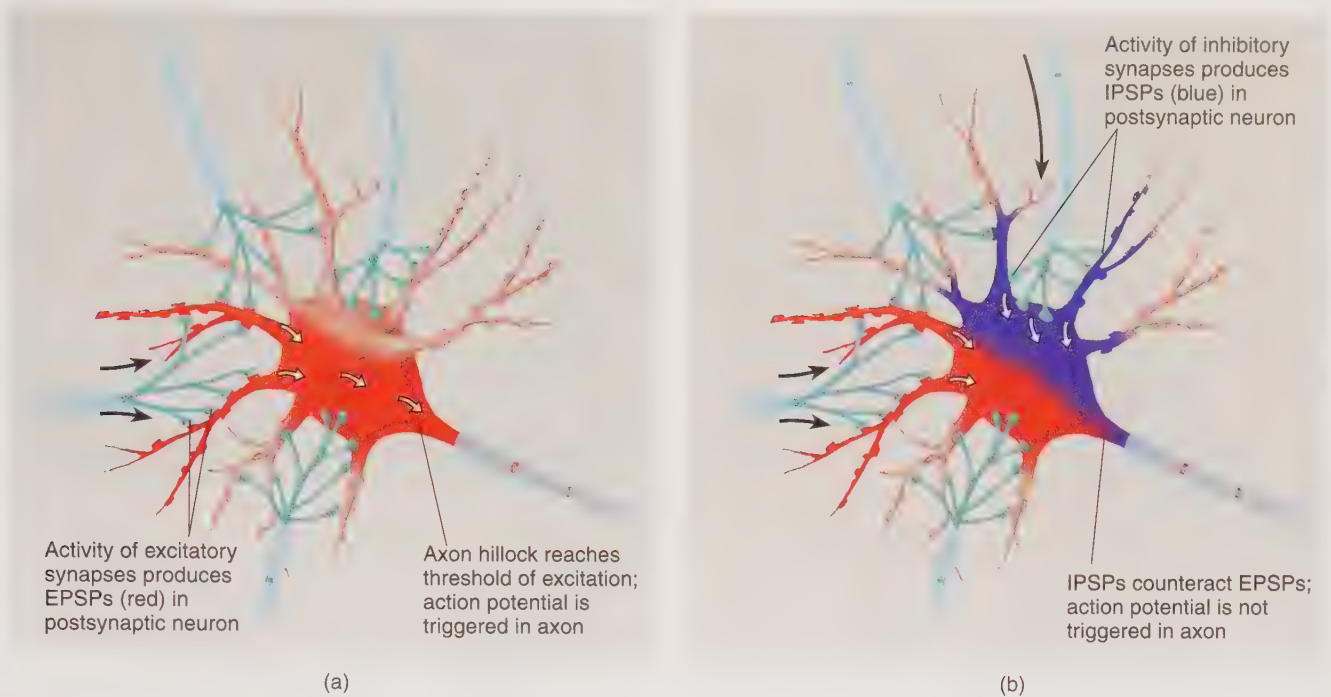 Activity of excitatory
synapses produces
EPSPs (red) in
postsynaptic neuron
Axon hillock reaches
threshold of excitation;
action potential is
triggered in axon
(a)
Activity of inhibitory
synapses produces
IPSPs (blue) in
postsynaptic neuron
IPSPs counteract EPSPs;
action potential is not
triggered in axon
(b)